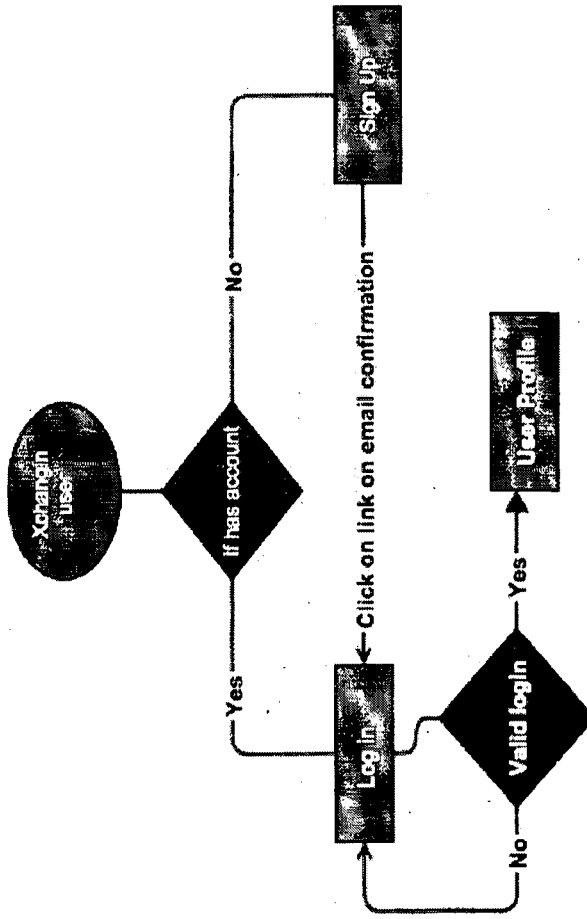 Xchangin
user
If has account
Yes
No
Log in
Click on link on email confirmation
Sign Up
Valid login
No
Yes
User Profile